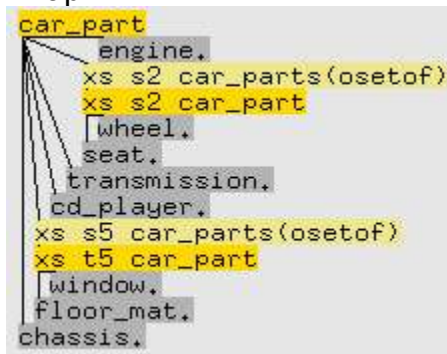 car_part
engine.
xs s2 car_parts(osetof)
xs s2 car_part
wheel.
seat.
transmission.
cd_player.
xs s5 car_parts(osetof)
xs t5 car_part
window.
floor_mat.
chassis.